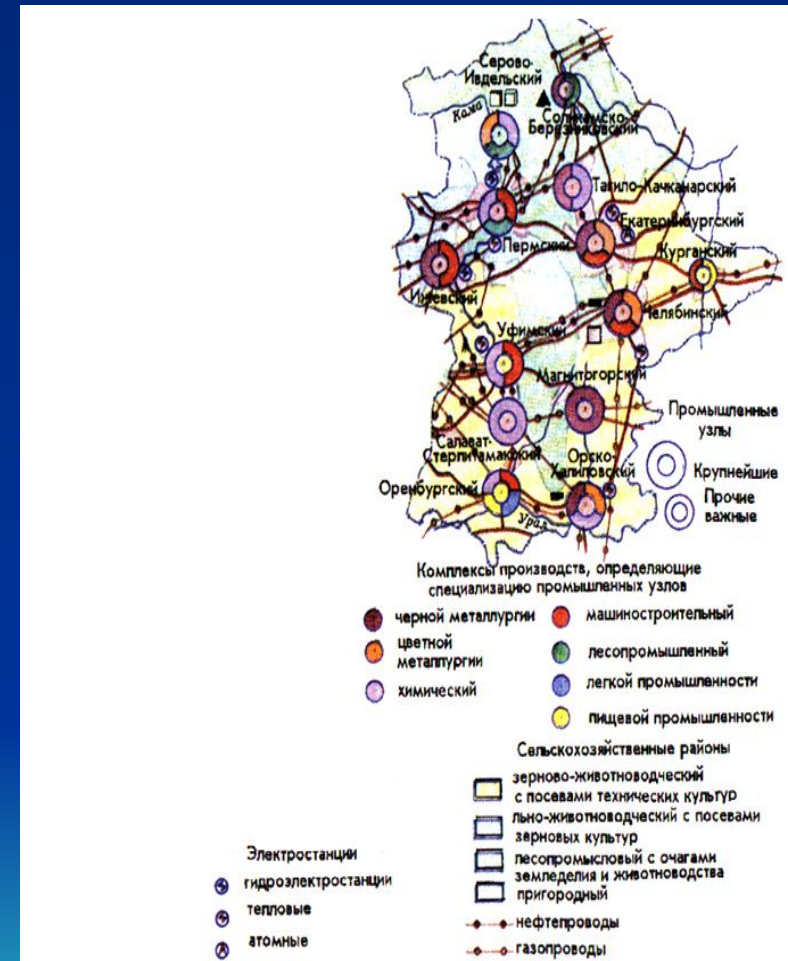 Серово-
Ивдельский
Кама
Соликамско-
Березниковский
Тагило-Качканарский
Екатеринбургский
Пермский
Курганский
Ижевский
Челябинский
Уфимский
Магнитогорский
Промышленные
узлы
Салават-
Стерлитамакский
Орско-
Халиловский
Крупнейшие
Оренбургский
Прочие
важные
Урал
Комплексы производств, определяющие
специализацию промышленных узлов
черной металлургии
машиностроительный
цветной
металлургии
лесопромышленный
химический
легкой промышленности
пищевой промышленности
Сельскохозяйственные районы
зерново-животноводческий
с посевами технических культур
льно-животноводческий с посевами
зерновых культур
лесопромысловый с очагами
земледелия и животноводства
пригородный
Электростанции
гидроэлектростанции
тепловые
атомные
нефтепроводы
газопроводы